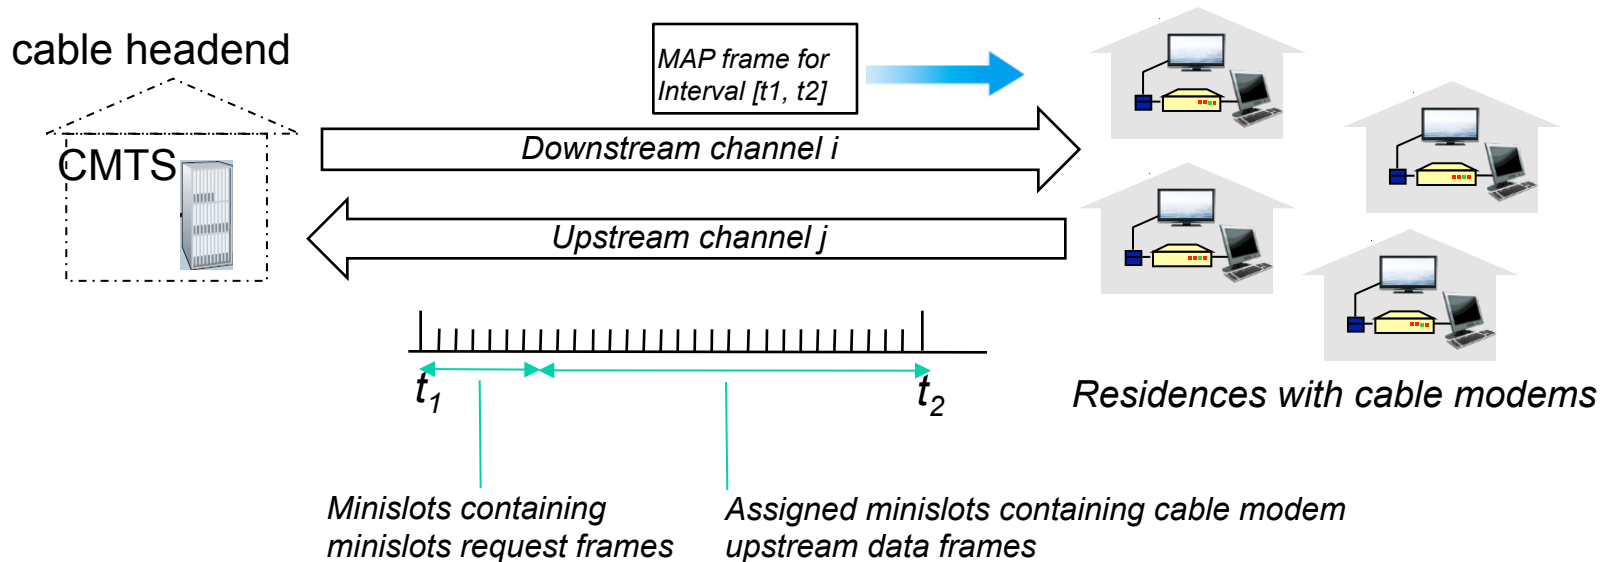 cable headend
MAP frame for
Interval [t1, t2]
CMTS
Downstream channel i
Upstream channel j
t1
t2
Residences with cable modems
Minislots containing
minislots request frames
Assigned minislots containing cable modem
upstream data frames